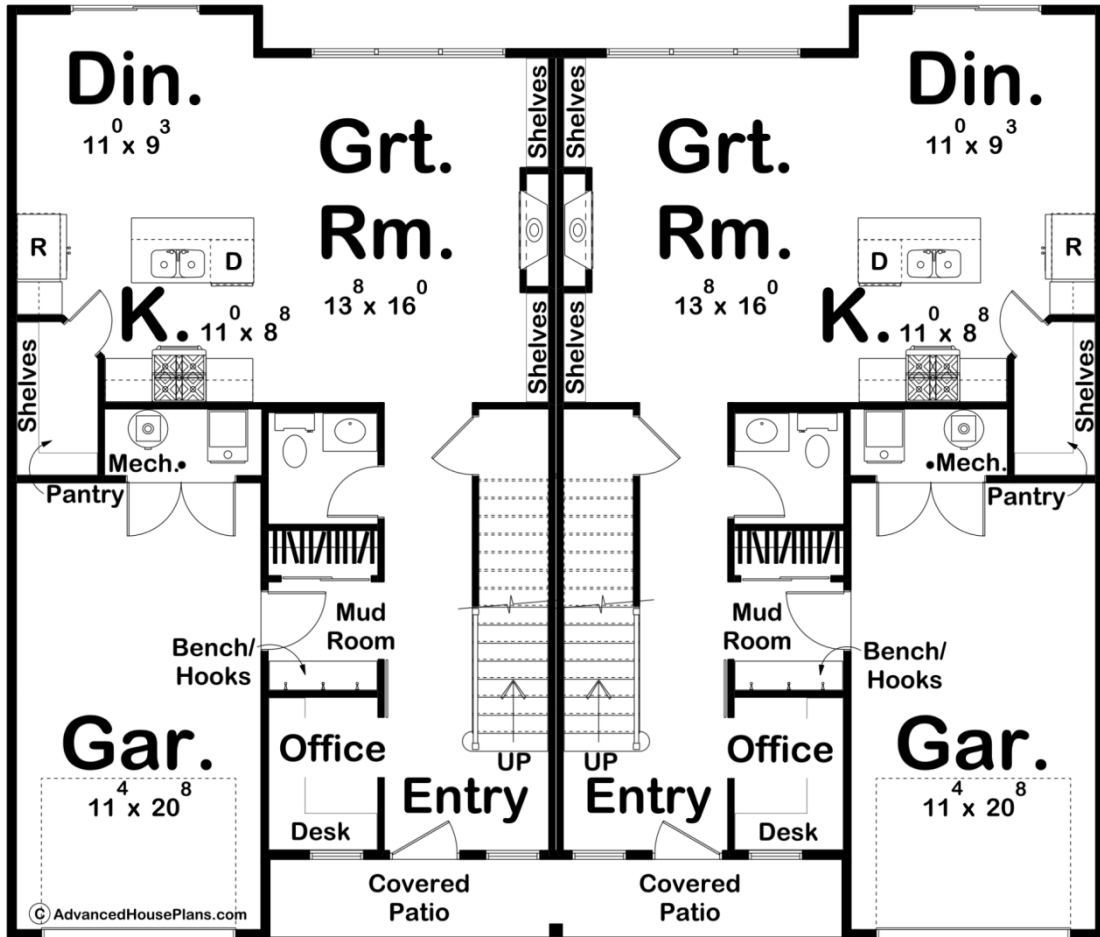 Din.
11⁰ x 9³
Grt.
Rm.
13⁸ x 16⁰
Shelves
Shelves
R
D
K. 11⁰ x 8⁸
Shelves
Mech.
Pantry
Mud
Room
Bench/
Hooks
Gar.
11⁴ x 20⁸
Office
Desk
UP
Entry
Covered
Patio
Din.
11⁰ x 9³
Grt.
Rm.
13⁸ x 16⁰
Shelves
Shelves
D
R
K. 11⁰ x 8⁸
Shelves
Mech.
Pantry
Mud
Room
Bench/
Hooks
Gar.
11⁴ x 20⁸
Office
Desk
UP
Entry
Covered
Patio
© AdvancedHousePlans.com